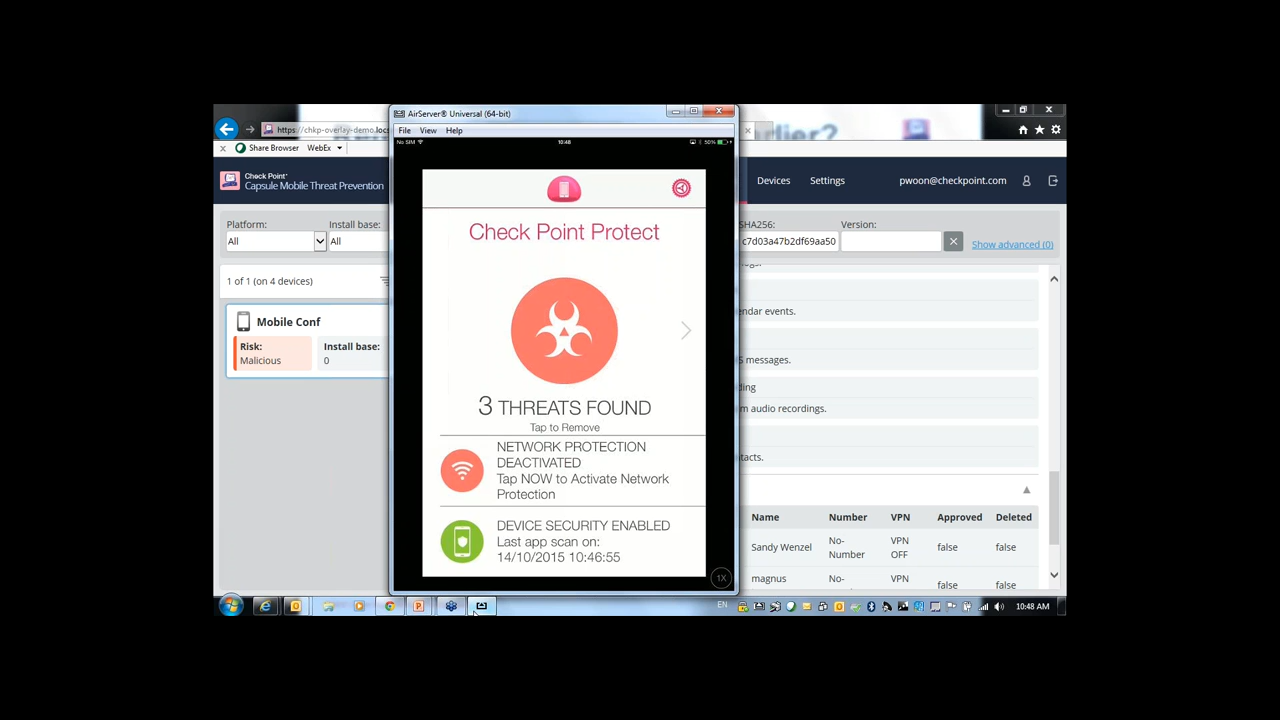 AirServer® Universal (64-bit)
https://chkp-overlay-demo.locs
File View Help
Share Browser WebEx
No SIM
10:48
50%
Check Point
Capsule Mobile Threat Prevention
Devices
Settings
pwoon@checkpoint.com
Platform:
Install base:
SHA256:
Version:
All
All
c7d03a47b2df69aa50
Show advanced (0)
1 of 1 (on 4 devices)
Mobile Conf
Risk:
Malicious
Install base:
0
Check Point Protect
3 THREATS FOUND
Tap to Remove
NETWORK PROTECTION
DEACTIVATED
Tap NOW to Activate Network
Protection
DEVICE SECURITY ENABLED
Last app scan on:
14/10/2015 10:46:55
1X
endar events.
messages.
ding
m audio recordings.
tacts.
Name Number VPN Approved Deleted
Sandy Wenzel No-Number VPN OFF false false
magnus No- VPN false false
EN
10:48 AM